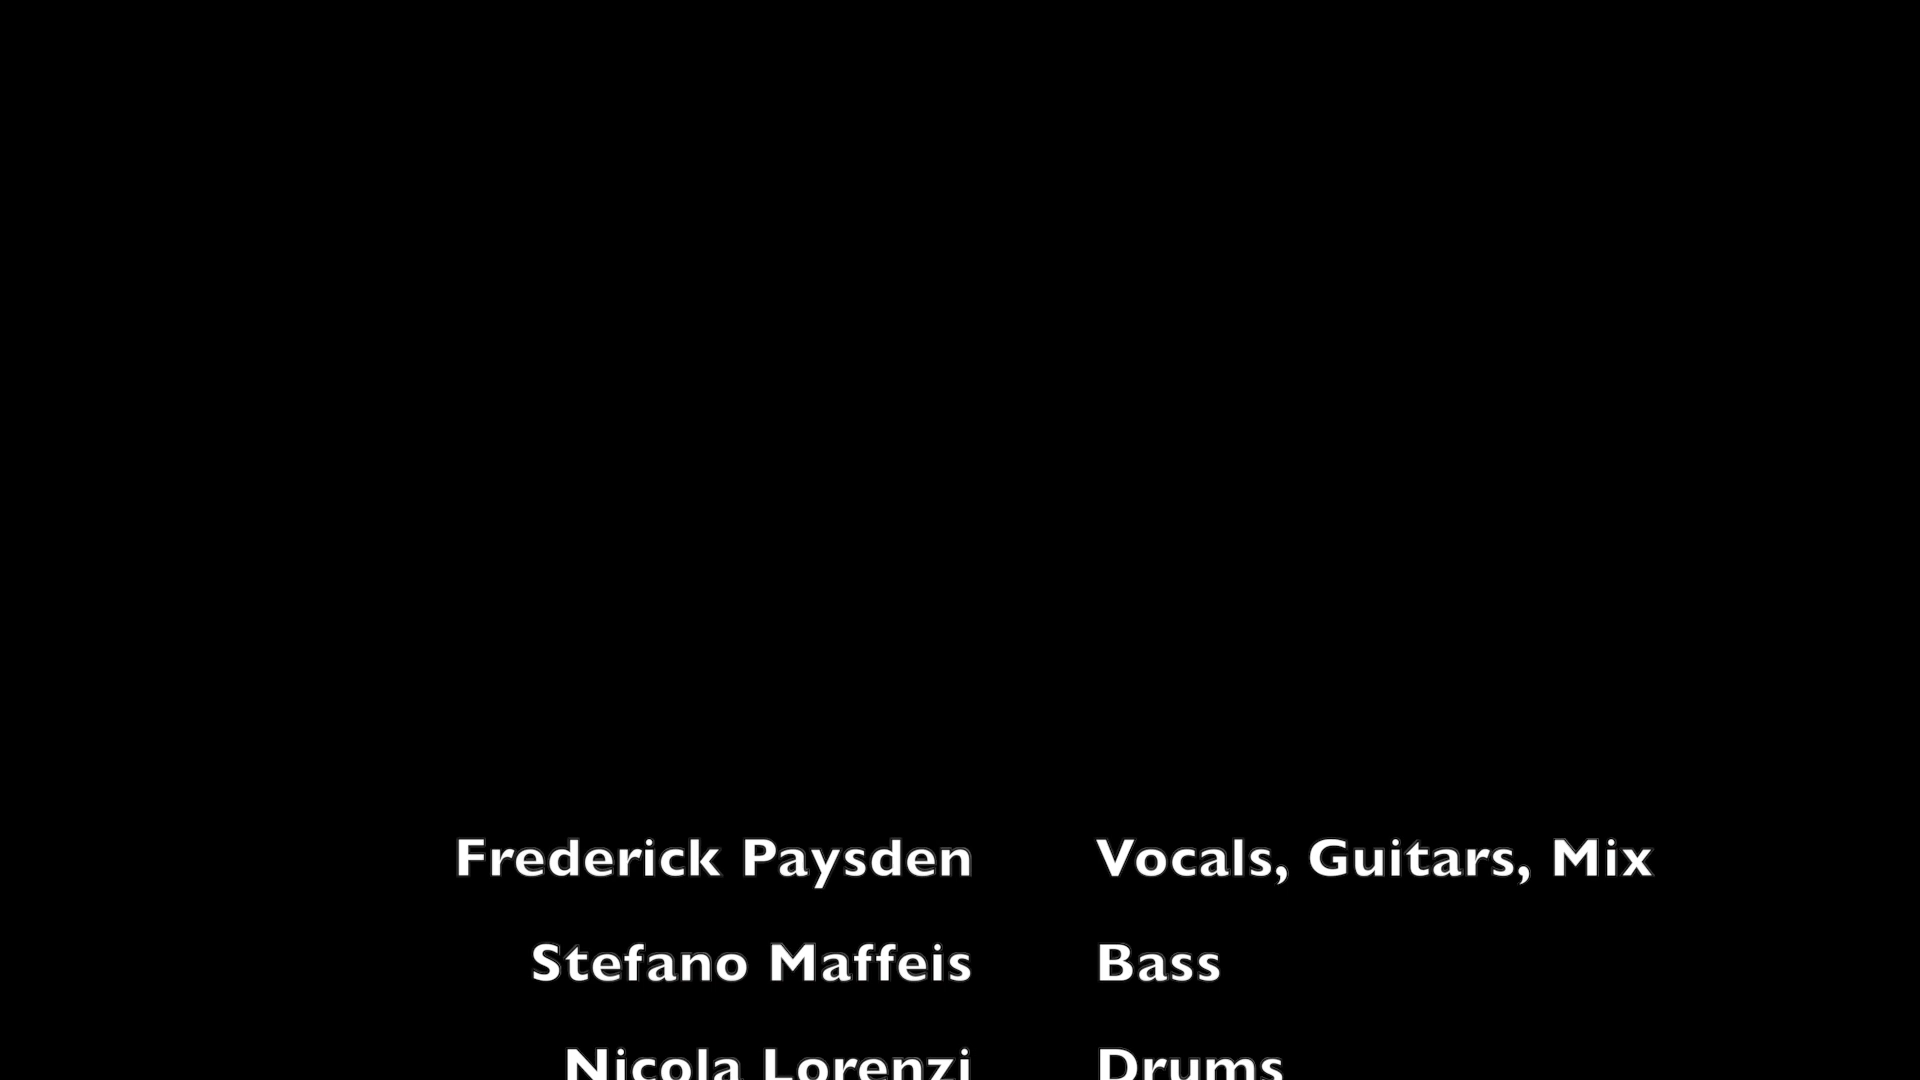 Frederick Paysden Vocals, Guitars, Mix
Stefano Maffeis Bass
Nicola Lorenzi Drums